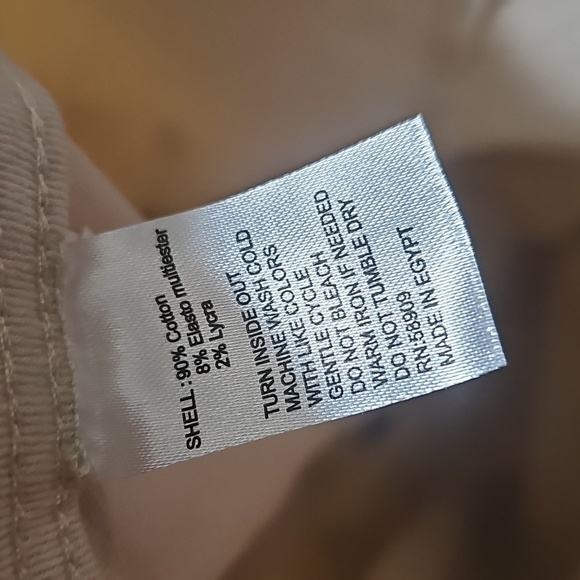 SHELL : 90% Cotton
8% Elasto multiester
2% Lycra
TURN INSIDE OUT
MACHINE WASH COLD
WITH LIKE COLORS
GENTLE CYCLE
DO NOT BLEACH
WARM IRON IF NEEDED
DO NOT TUMBLE DRY
RN:58969
MADE IN EGYPT